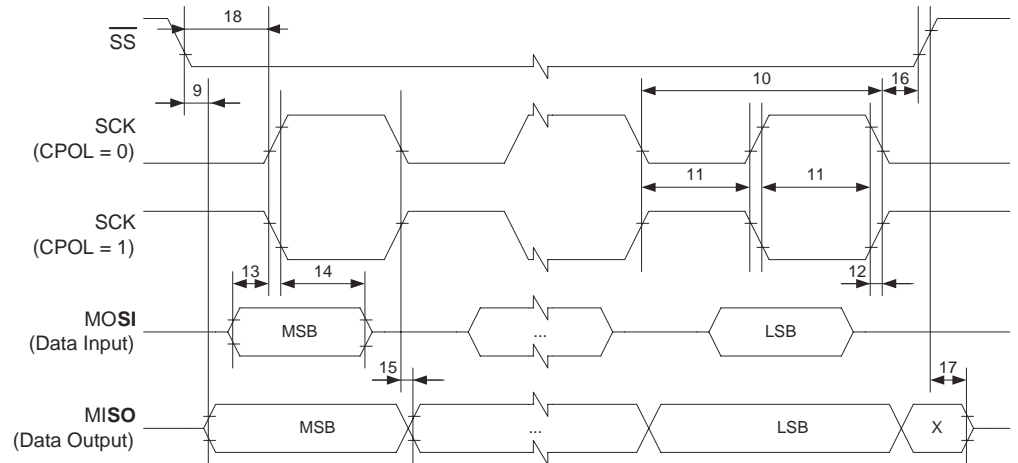 18
SS
10
9
16
SCK
(CPOL = 0)
11
11
SCK
(CPOL = 1)
13
14
12
MOSI
(Data Input)
MSB
...
LSB
15
17
MISO
(Data Output)
MSB
...
LSB
X